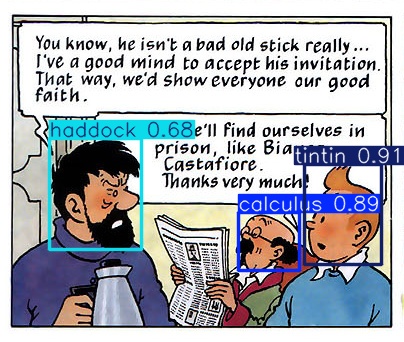 You know, he isn't a bad old stick really...
I've a good mind to accept his invitation.
That way, we'd show everyone our good
faith.
haddock 0.68
e'll find ourselves in
prison, like Bia
Castafiore.
Thanks very much!
tintin 0.91
calculus 0.89